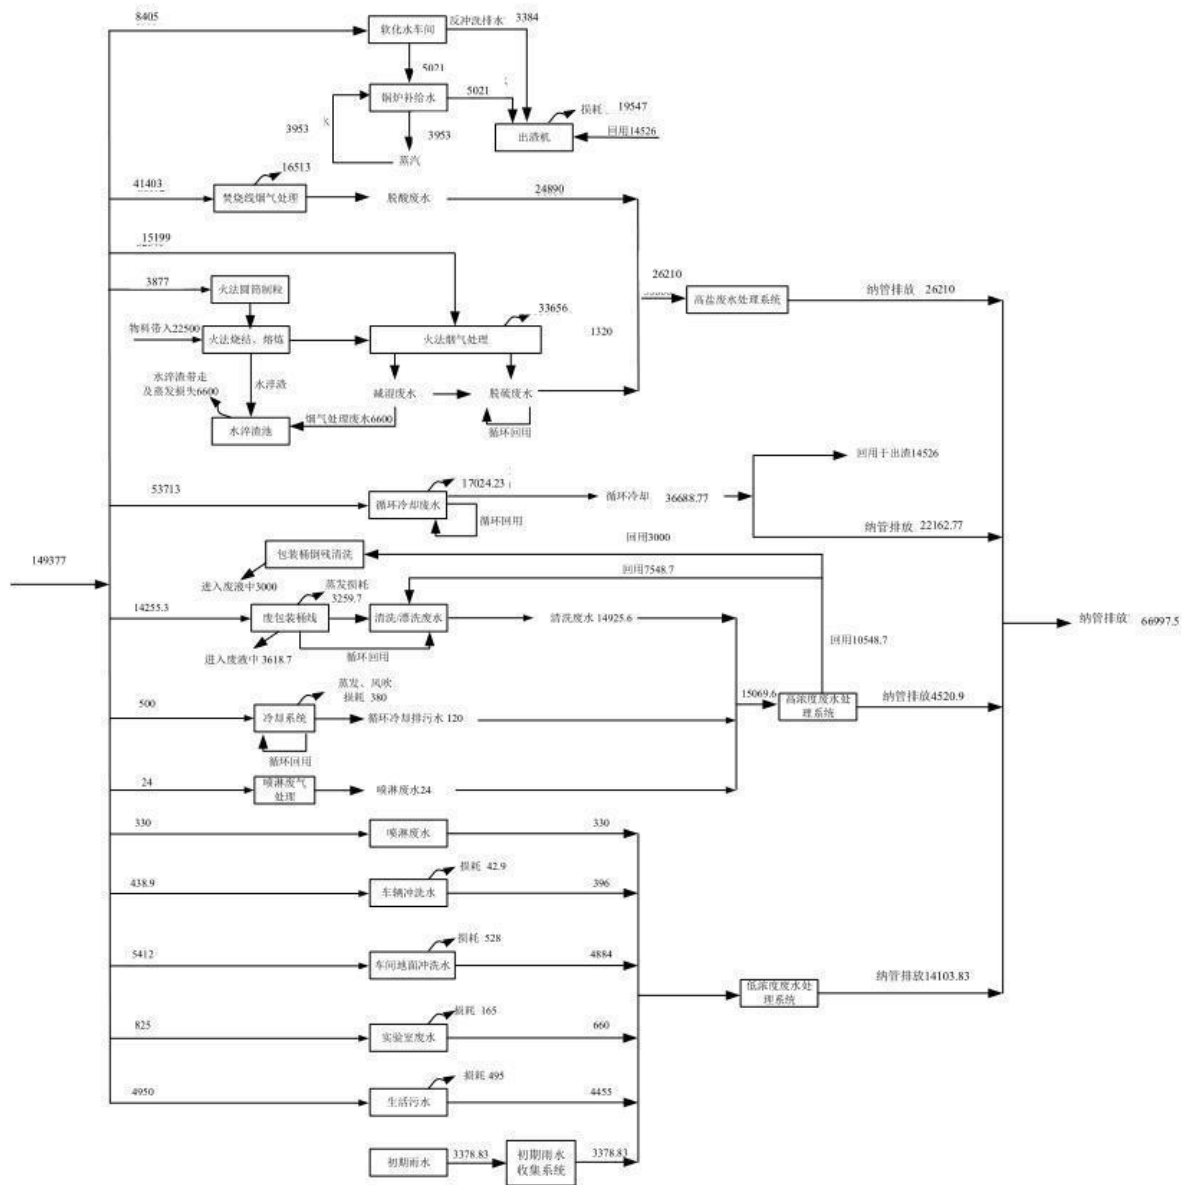 8405
软化水车间
反冲洗排水
3384
5021
锅炉补给水
5021
3953
3953
蒸汽
出渣机
损耗
19547
回用14526
41403
16513
焚烧线烟气处理
脱酸废水
24890
15199
3877
火法圆筒制粒
物料带入22500
火法烧结、熔炼
33656
火法烟气处理
1320
26210
高盐废水处理系统
纳管排放 26210
水淬渣带走
及蒸发损失6600
水淬渣
减湿废水
脱硫废水
烟气处理废水6600
水淬渣池
循环回用
53713
17024.23
循环冷却废水
循环回用
循环冷却 36688.77
回用于出渣14526
纳管排放 22162.77
149377
包装桶倒残清洗
回用3000
进入废液中3000
回用7548.7
14255.3
蒸发损耗
3259.7
废包装桶线
清洗/漂洗废水
清洗废水 14925.6
进入废液中 3618.7
循环回用
回用10548.7
纳管排放 66997.5
500
蒸发、风吹
损耗 380
冷却系统
循环冷却排污水 120
循环回用
15069.6
高浓度废水处
理系统
纳管排放4520.9
24
喷淋废气
处理
喷淋废水24
330
喷淋废水
330
438.9
损耗 42.9
车辆冲洗水
396
5412
损耗 528
车间地面冲洗水
4884
低浓度废水处
理系统
纳管排放14103.83
825
损耗 165
实验室废水
660
4950
损耗 495
生活污水
4455
初期雨水
3378.83
初期雨水
收集系统
3378.83